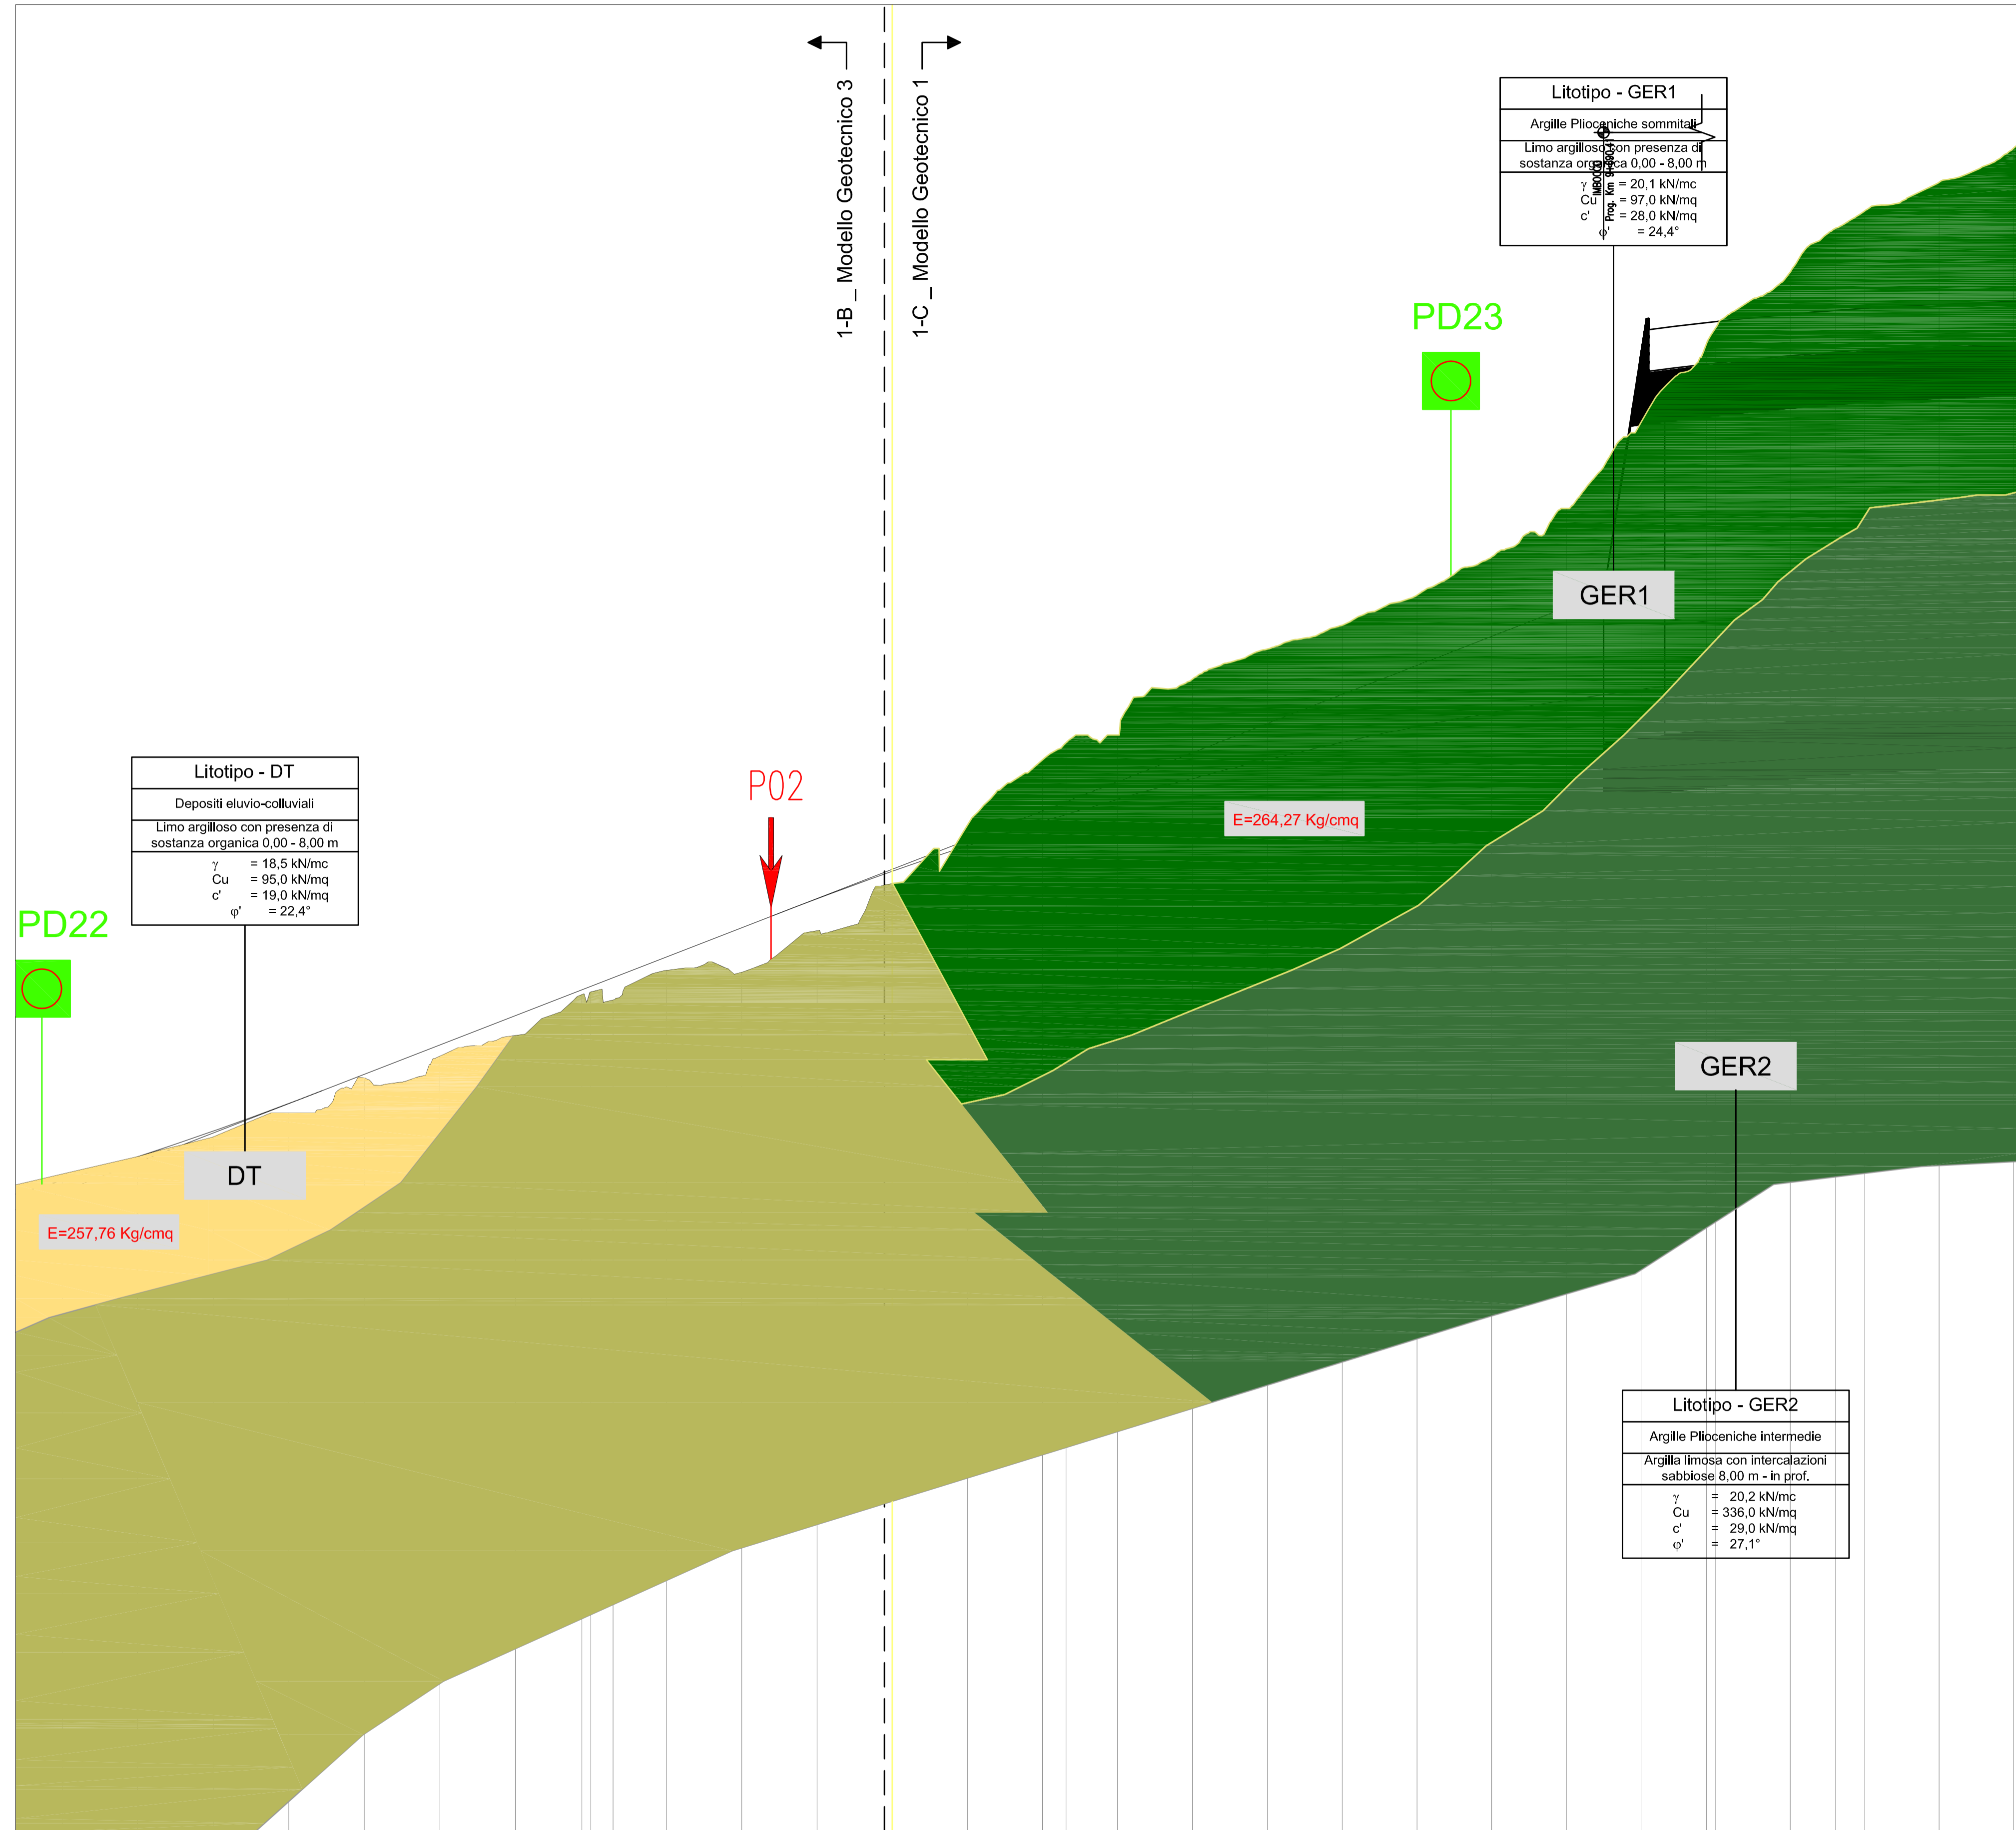 1-B _ Modello Geotecnico 3
1-C _ Modello Geotecnico 1
Litotipo - GER1
Argille Plioceniche sommitali
Limo argilloso con presenza di
sostanza organica 0,00 - 8,00 m
γ = 20,1 kN/mc
Cu = 97,0 kN/mq
c' = 28,0 kN/mq
φ' = 24,4°
Prog. Km
PD23
GER1
Litotipo - DT
Depositi eluvio-colluviali
Limo argilloso con presenza di
sostanza organica 0,00 - 8,00 m
γ = 18,5 kN/mc
Cu = 95,0 kN/mq
c' = 19,0 kN/mq
φ' = 22,4°
P02
E=264,27 Kg/cmq
PD22
GER2
DT
E=257,76 Kg/cmq
Litotipo - GER2
Argille Plioceniche intermedie
Argilla limosa con intercalazioni
sabbiose 8,00 m - in prof.
γ = 20,2 kN/mc
Cu = 336,0 kN/mq
c' = 29,0 kN/mq
φ' = 27,1°